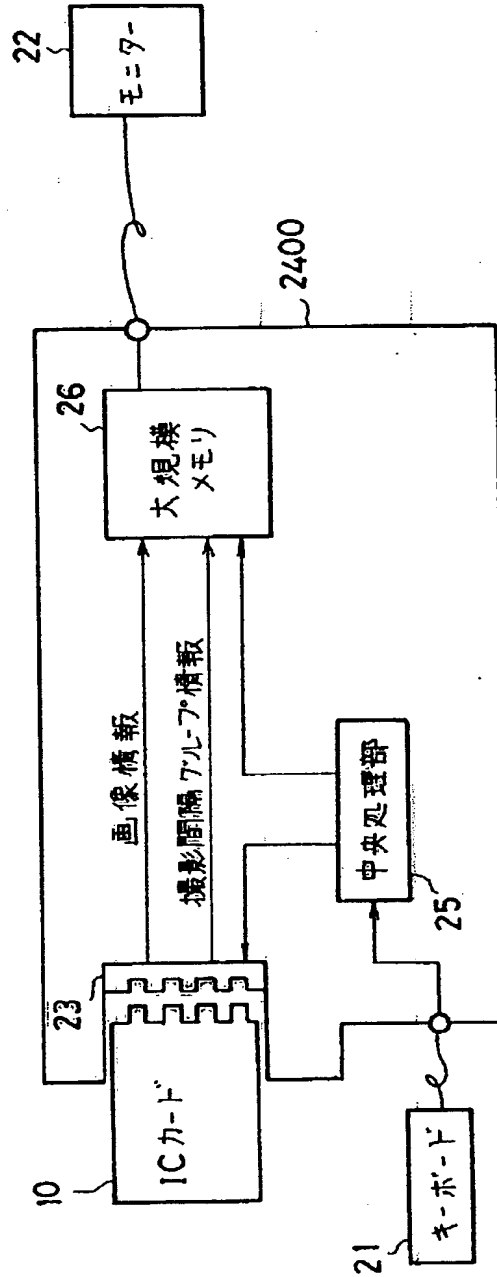 22
モニター
2400
26
大規模
メモリ
画像情報
撮影間隔グループ情報
23
中央処理部
25
10
ICカード
21
キーボード